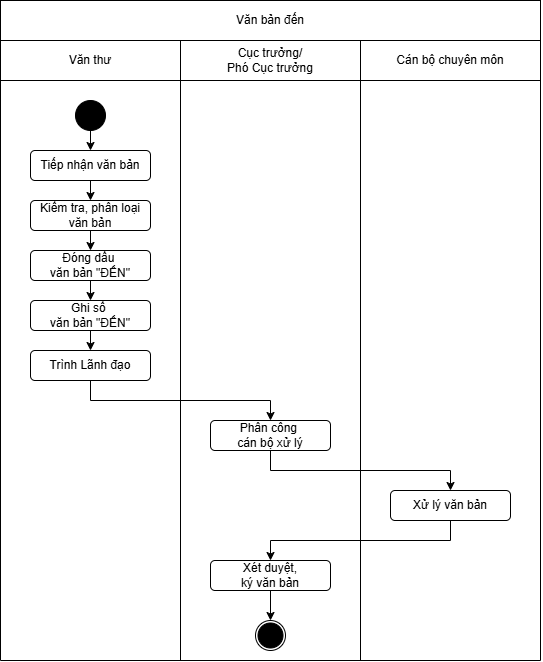 Văn bản đến
Văn thư
Cục trưởng/
Phó Cục trưởng
Cán bộ chuyên môn
Tiếp nhận văn bản
Kiểm tra, phân loại
văn bản
Đóng dấu
văn bản "ĐẾN"
Ghi sổ
văn bản "ĐẾN"
Trình Lãnh đạo
Phân công
cán bộ xử lý
Xử lý văn bản
Xét duyệt,
ký văn bản